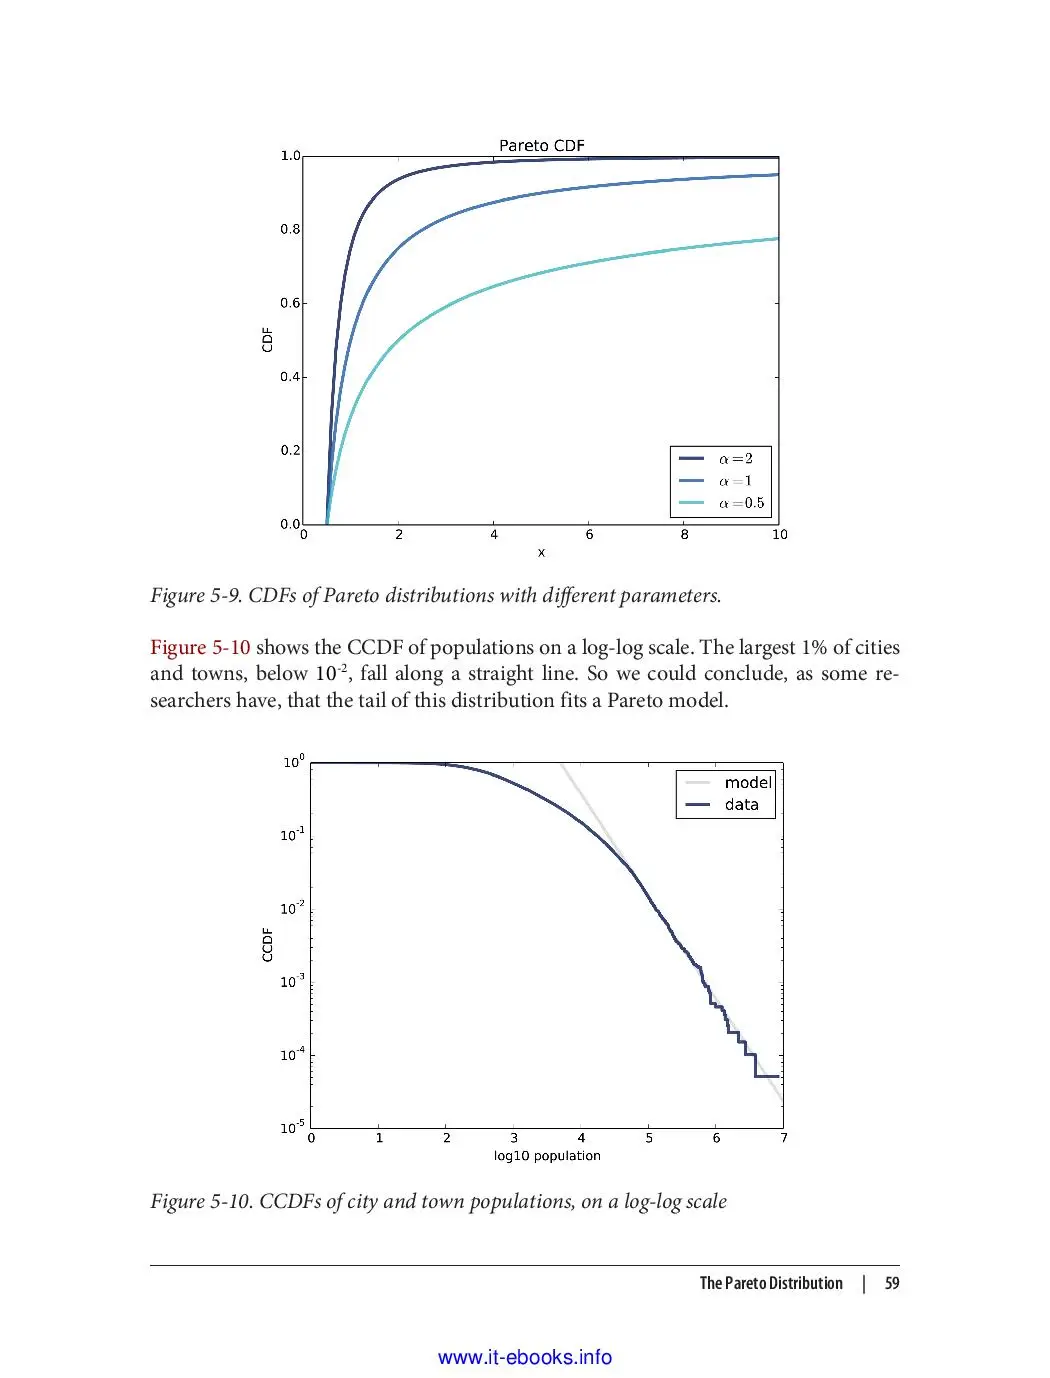 Pareto CDF
1.0
0.8
0.6
0.4
0.2
0.0
CDF
0 2 4 6 8 10
x
α=2
α=1
α=0.5
Figure 5-9. CDFs of Pareto distributions with different parameters.
Figure 5-10 shows the CCDF of populations on a log-log scale. The largest 1% of cities
and towns, below 10⁻², fall along a straight line. So we could conclude, as some re-
searchers have, that the tail of this distribution fits a Pareto model.
10⁰
10⁻¹
10⁻²
10⁻³
10⁻⁴
10⁻⁵
CCDF
model
data
0 1 2 3 4 5 6 7
log10 population
Figure 5-10. CCDFs of city and town populations, on a log-log scale
The Pareto Distribution | 59
www.it-ebooks.info